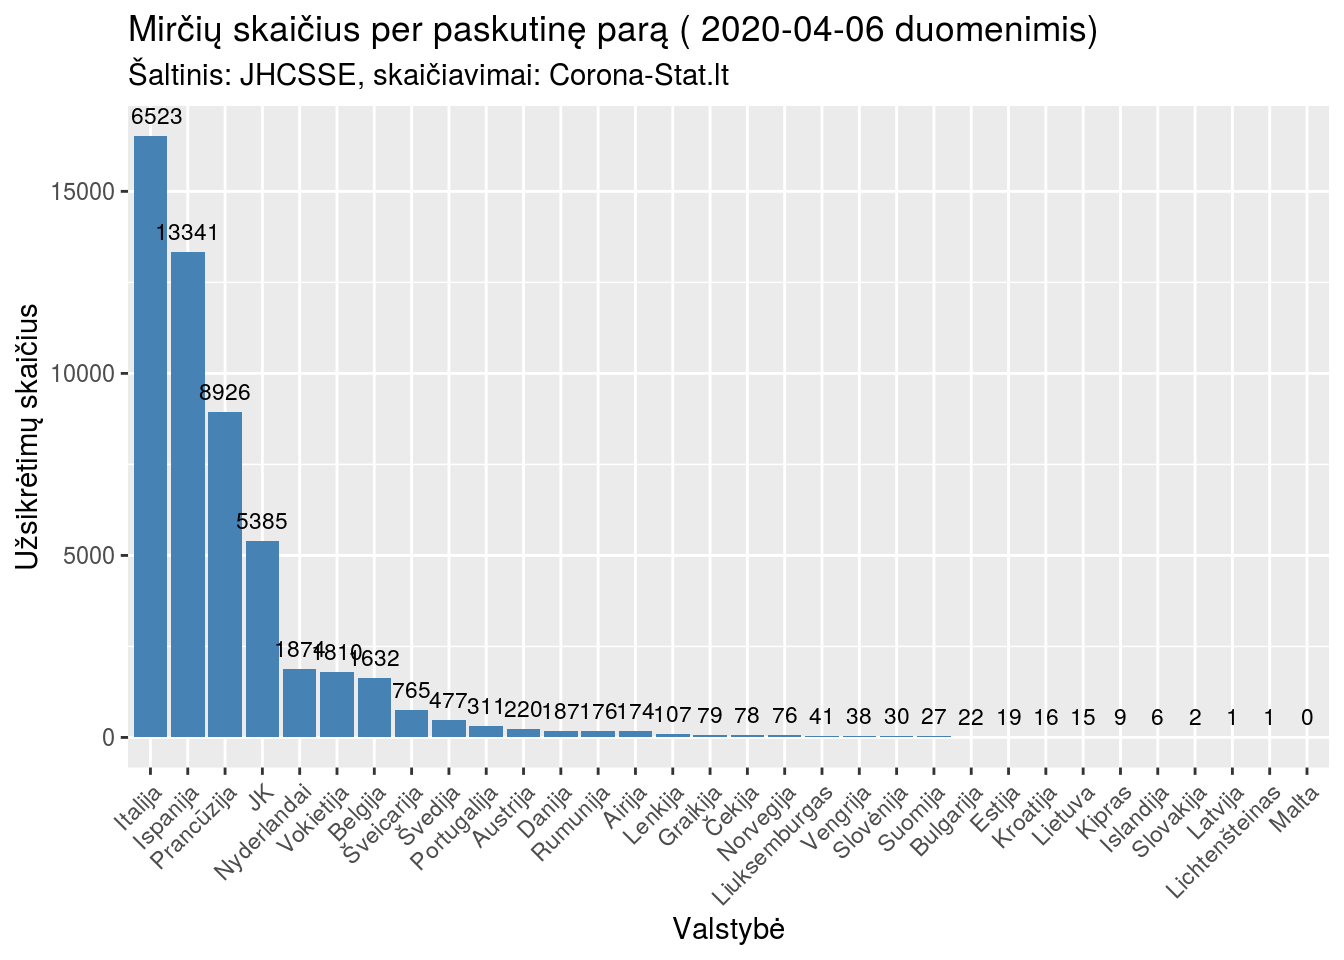 Mirčių skaičius per paskutinę parą ( 2020-04-06 duomenimis)
Šaltinis: JHCSSE, skaičiavimai: Corona-Stat.lt
Užsikrėtimų skaičius
15000
10000
5000
0
6523
13341
8926
5385
1874
1810
1632
765
477
311
220
187
176
174
107
79
78
76
41
38
30
27
22
19
16
15
9
6
2
1
1
0
Italija
Ispanija
Prancūzija
JK
Nyderlandai
Vokietija
Belgija
Šveicarija
Švedija
Portugalija
Austrija
Danija
Rumunija
Airija
Lenkija
Graikija
Čekija
Norvegija
Liuksemburgas
Vengrija
Slovėnija
Suomija
Bulgarija
Estija
Kroatija
Lietuva
Kipras
Islandija
Slovakija
Latvija
Lichtenšteinas
Malta
Valstybė